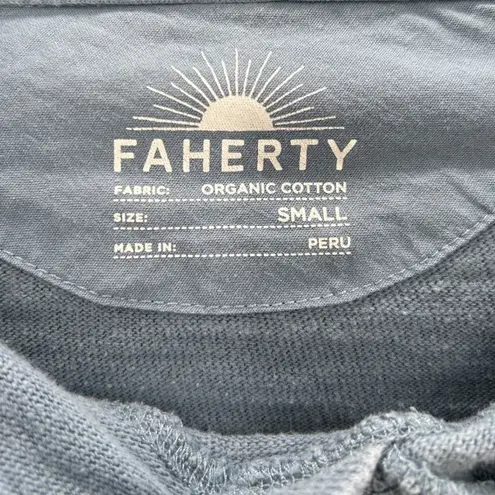 FAHERTY
FABRIC: ORGANIC COTTON
SIZE: SMALL
MADE IN: PERU